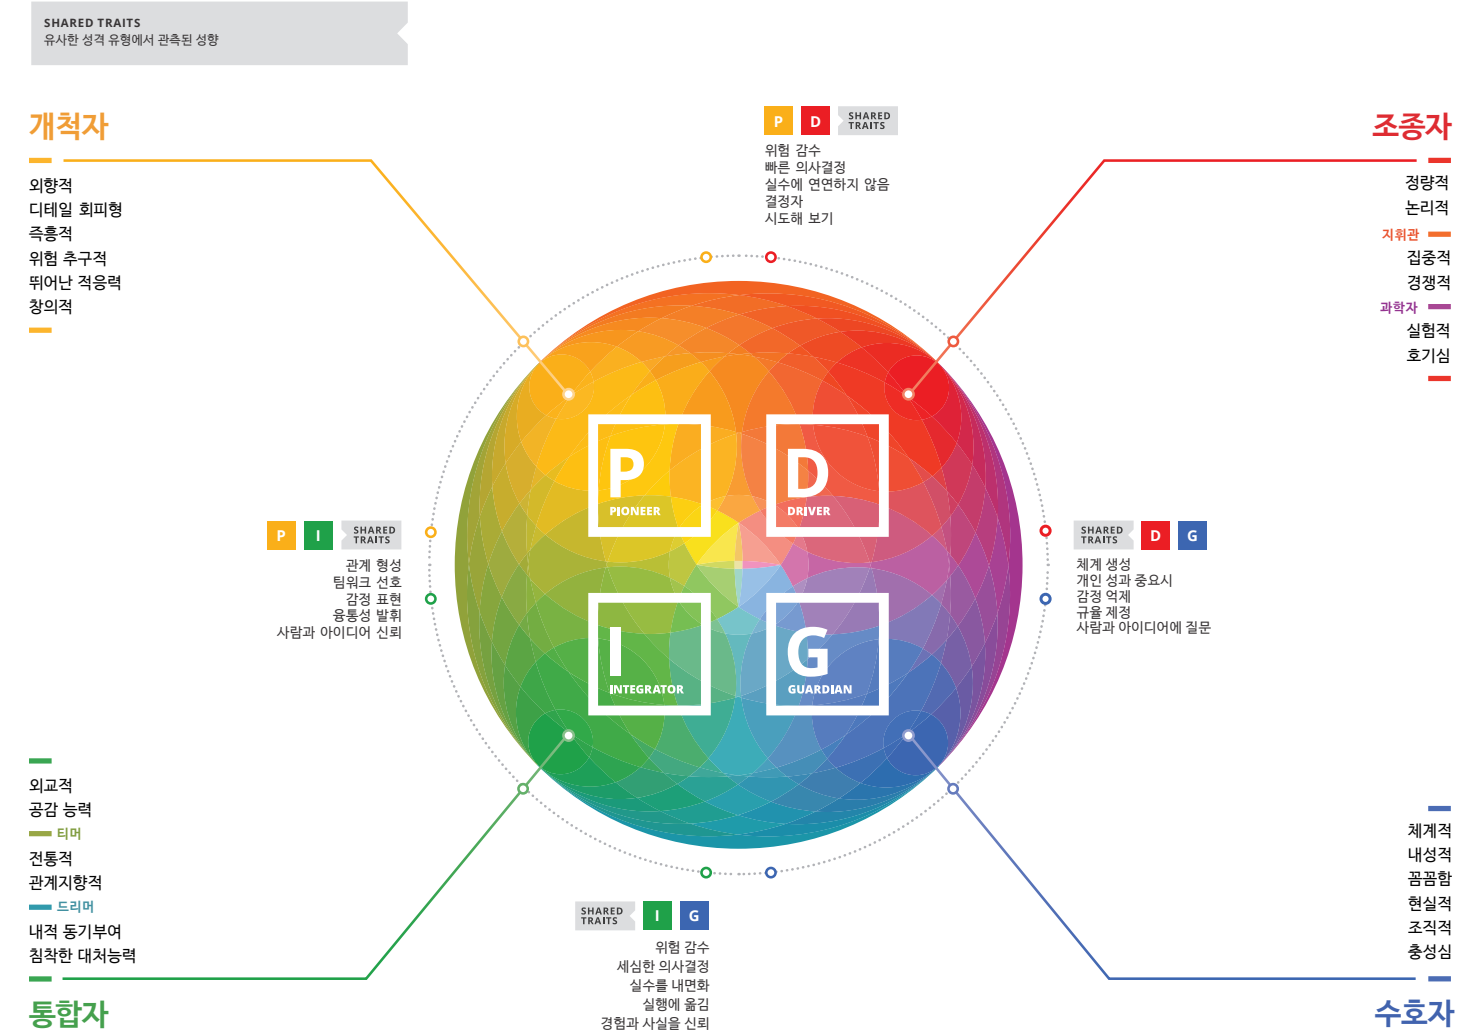 SHARED TRAITS
유사한 성격 유형에서 관측된 성향
개척자
외향적
디테일 회피형
즉흥적
위험 추구적
뛰어난 적응력
창의적
P D SHARED TRAITS
위험 감수
빠른 의사결정
실수에 연연하지 않음
결정자
시도해 보기
조종자
정량적
논리적
지휘관
집중적
경쟁적
과학자
실험적
호기심
P I SHARED TRAITS
관계 형성
팀워크 선호
감정 표현
융통성 발휘
사람과 아이디어 신뢰
P
PIONEER
D
DRIVER
I
INTEGRATOR
G
GUARDIAN
SHARED TRAITS D G
체계 생성
개인 성과 중요시
감정 억제
규율 제정
사람과 아이디어에 질문
외교적
공감 능력
티머
전통적
관계지향적
드리머
내적 동기부여
침착한 대처능력
통합자
SHARED TRAITS I G
위험 감수
세심한 의사결정
실수를 내면화
실행에 옮김
경험과 사실을 신뢰
체계적
내성적
꼼꼼함
현실적
조직적
충성심
수호자